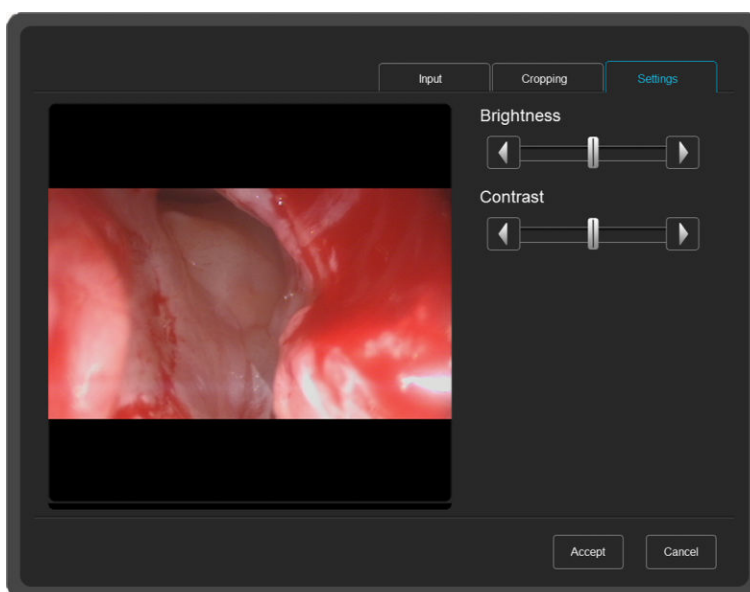 Input
Cropping
Settings
Brightness
Contrast
Accept
Cancel